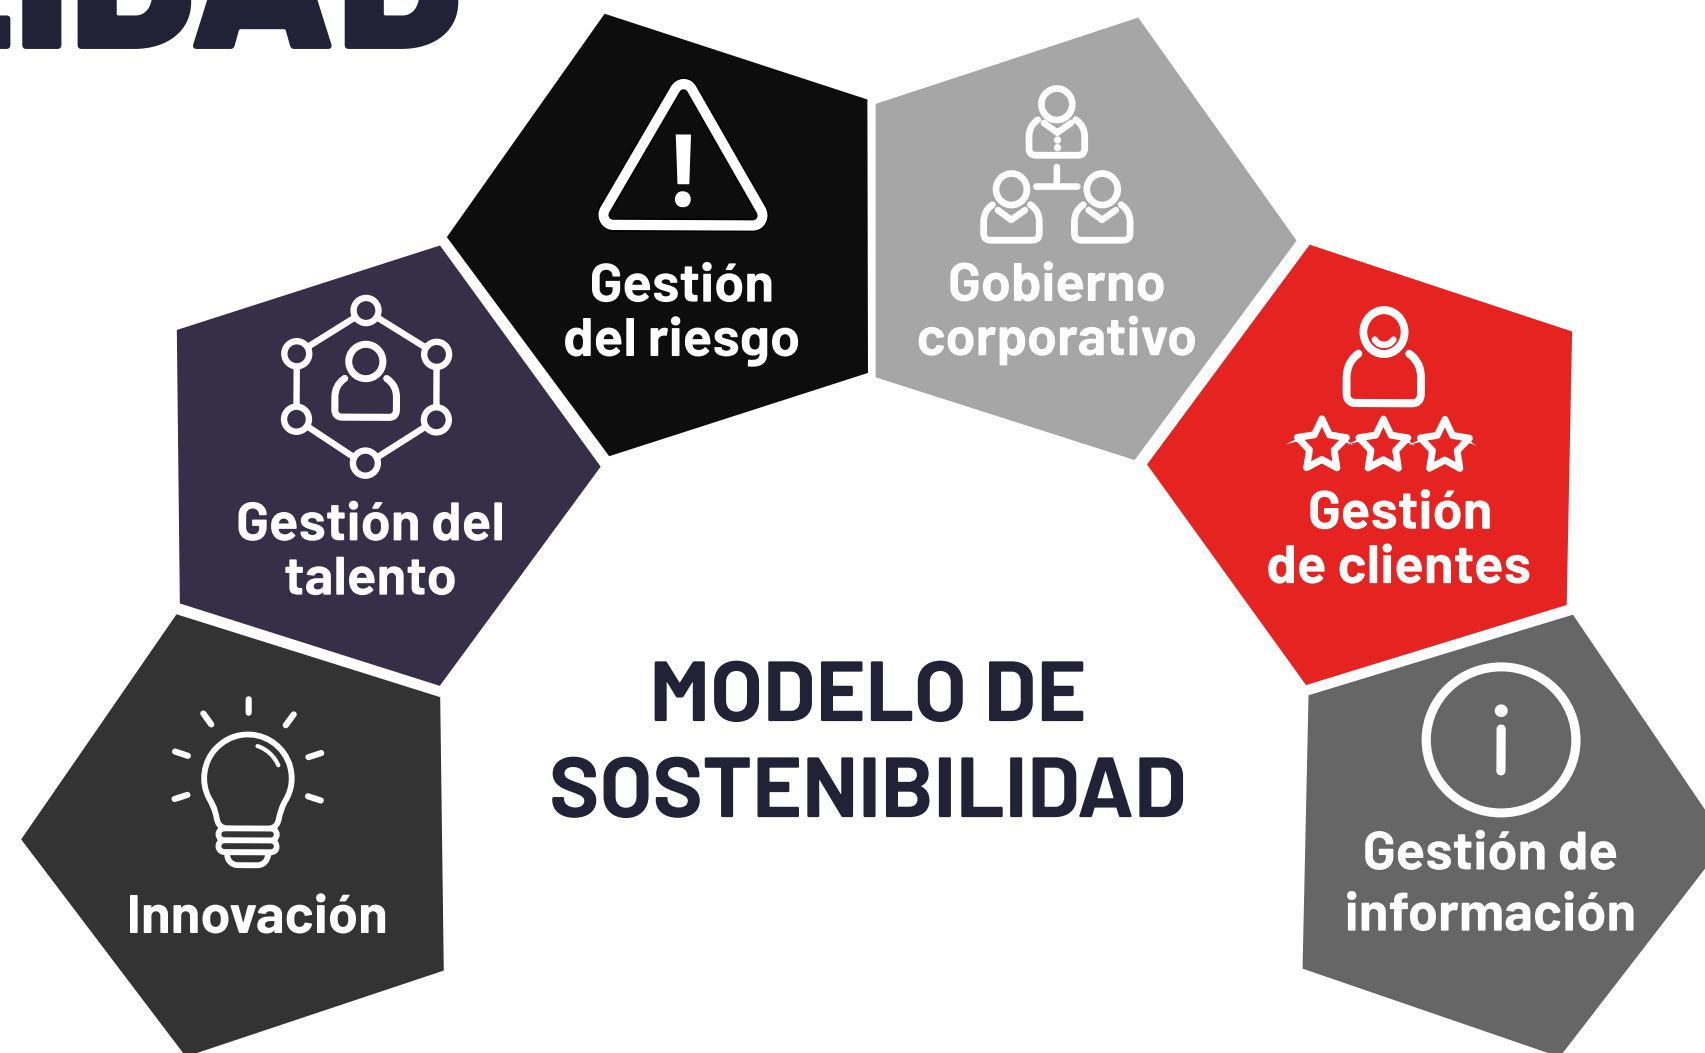 Gestión
del riesgo
Gobierno
corporativo
Gestión del
talento
Gestión
de clientes
MODELO DE
SOSTENIBILIDAD
Innovación
Gestión de
información